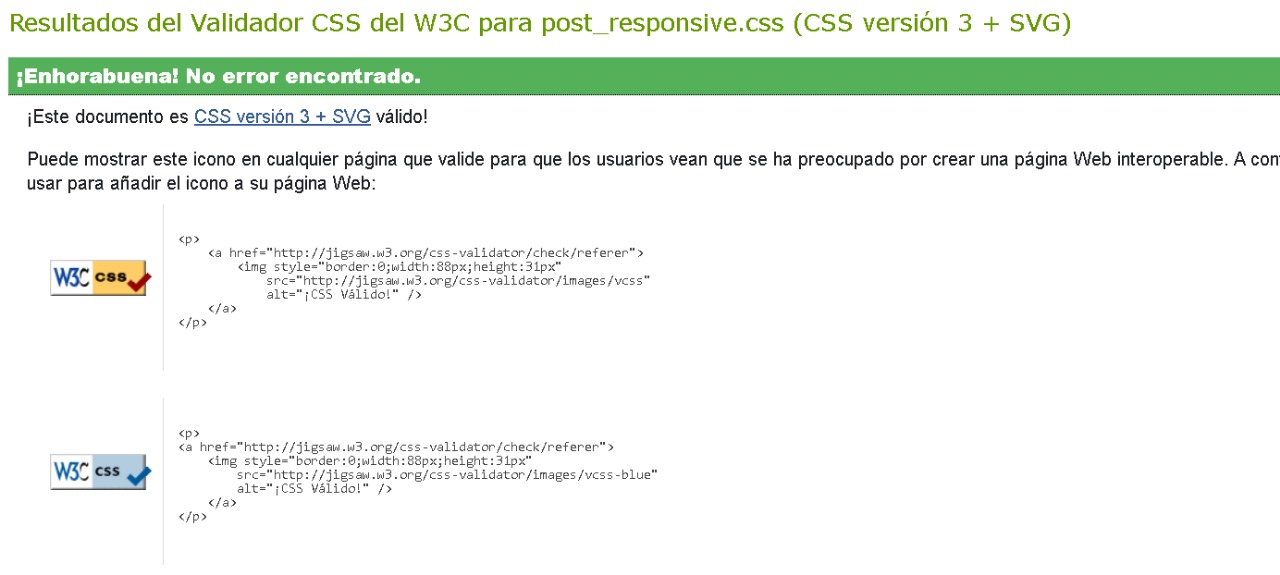 Resultados del Validador CSS del W3C para post_responsive.css (CSS versión 3 + SVG)
¡Enhorabuena! No error encontrado.
¡Este documento es CSS versión 3 + SVG válido!
Puede mostrar este icono en cualquier página que valide para que los usuarios vean que se ha preocupado por crear una página Web interoperable. A con
usar para añadir el icono a su página Web:
W3C css
<p>
<a href="http://jigsaw.w3.org/css-validator/check/referer">
<img style="border:0;width:88px;height:31px"
src="http://jigsaw.w3.org/css-validator/images/vcss"
alt="¡CSS Válido!" />
</a>
</p>
W3C css
<p>
<a href="http://jigsaw.w3.org/css-validator/check/referer">
<img style="border:0;width:88px;height:31px"
src="http://jigsaw.w3.org/css-validator/images/vcss-blue"
alt="¡CSS Válido!" />
</a>
</p>